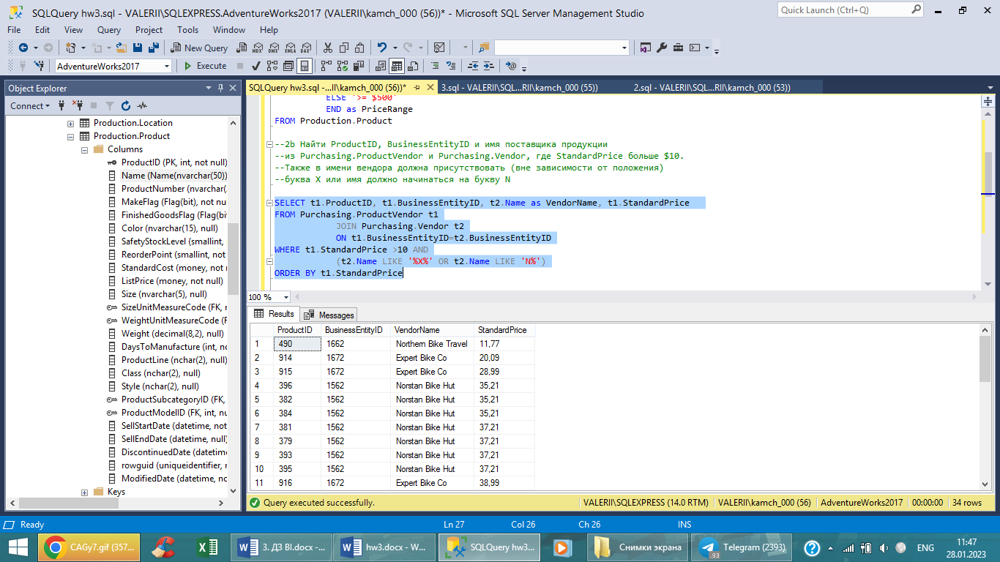 SQLQuery hw3.sql - VALERII\SQLEXPRESS.AdventureWorks2017 (VALERII\kamch_000 (56))* - Microsoft SQL Server Management Studio
Quick Launch (Ctrl+Q)
File Edit View Query Project Tools Window Help
New Query MDX DMX XMLA DAX
AdventureWorks2017 Execute
Object Explorer
Connect
Production.Location
Production.Product
Columns
ProductID (PK, int, not null)
Name (Name(nvarchar(50))
ProductNumber (nvarchar(
MakeFlag (Flag(bit), not nu
FinishedGoodsFlag (Flag(bi
Color (nvarchar(15), null)
SafetyStockLevel (smallint,
ReorderPoint (smallint, not
StandardCost (money, not
ListPrice (money, not null)
Size (nvarchar(5), null)
SizeUnitMeasureCode (FK, n
WeightUnitMeasureCode (F
Weight (decimal(8,2), null)
DaysToManufacture (int, no
ProductLine (nchar(2), null)
Class (nchar(2), null)
Style (nchar(2), null)
ProductSubcategoryID (FK,
ProductModelID (FK, int, nu
SellStartDate (datetime, not
SellEndDate (datetime, null)
DiscontinuedDate (datetime
rowguid (uniqueidentifier, n
ModifiedDate (datetime, no
Keys
SQLQuery hw3.sql -...II\kamch_000 (56))* 3.sql - VALERII\SQL...RII\kamch_000 (55)) 2.sql - VALERII\SQL...RII\kamch_000 (53))
ELSE '>= $500'
END as PriceRange
FROM Production.Product
--2b Найти ProductID, BusinessEntityID и имя поставщика продукции
--из Purchasing.ProductVendor и Purchasing.Vendor, где StandardPrice больше $10.
--Также в имени вендора должна присутствовать (вне зависимости от положения)
--буква X или имя должно начинаться на букву N
SELECT t1.ProductID, t1.BusinessEntityID, t2.Name as VendorName, t1.StandardPrice
FROM Purchasing.ProductVendor t1
JOIN Purchasing.Vendor t2
ON t1.BusinessEntityID=t2.BusinessEntityID
WHERE t1.StandardPrice >10 AND
(t2.Name LIKE '%X%' OR t2.Name LIKE 'N%')
ORDER BY t1.StandardPrice
100 %
Results Messages
ProductID BusinessEntityID VendorName StandardPrice
1 490 1662 Northern Bike Travel 11,77
2 914 1672 Expert Bike Co 20,09
3 915 1672 Expert Bike Co 28,99
4 396 1562 Norstan Bike Hut 35,21
5 382 1562 Norstan Bike Hut 35,21
6 384 1562 Norstan Bike Hut 35,21
7 381 1562 Norstan Bike Hut 37,21
8 379 1562 Norstan Bike Hut 37,21
9 393 1562 Norstan Bike Hut 37,21
10 395 1562 Norstan Bike Hut 37,21
11 916 1672 Expert Bike Co 38,99
Query executed successfully. VALERII\SQLEXPRESS (14.0 RTM) VALERII\kamch_000 (56) AdventureWorks2017 00:00:00 34 rows
Ready Ln 27 Col 26 Ch 26 INS
CAGy7.gif (357... 3. ДЗ BI.docx -... hw3.docx - W... SQLQuery hw3... Снимки экрана Telegram (2393) .93 ENG 11:47
28.01.2023